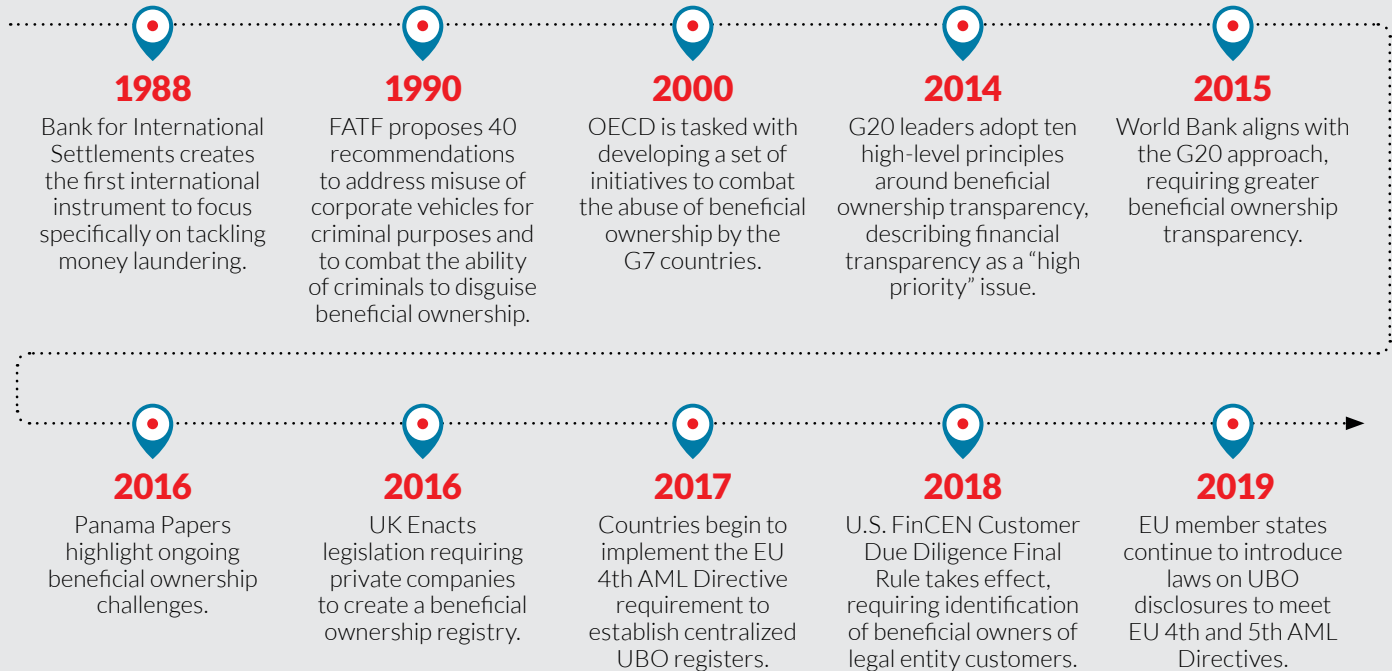 1988
Bank for International
Settlements creates
the first international
instrument to focus
specifically on tackling
money laundering.
1990
FATF proposes 40
recommendations
to address misuse of
corporate vehicles for
criminal purposes and
to combat the ability
of criminals to disguise
beneficial ownership.
2000
OECD is tasked with
developing a set of
initiatives to combat
the abuse of beneficial
ownership by the
G7 countries.
2014
G20 leaders adopt ten
high-level principles
around beneficial
ownership transparency,
describing financial
transparency as a “high
priority” issue.
2015
World Bank aligns with
the G20 approach,
requiring greater
beneficial ownership
transparency.
2016
Panama Papers
highlight ongoing
beneficial ownership
challenges.
2016
UK Enacts
legislation requiring
private companies
to create a beneficial
ownership registry.
2017
Countries begin to
implement the EU
4th AML Directive
requirement to
establish centralized
UBO registers.
2018
U.S. FinCEN Customer
Due Diligence Final
Rule takes effect,
requiring identification
of beneficial owners of
legal entity customers.
2019
EU member states
continue to introduce
laws on UBO
disclosures to meet
EU 4th and 5th AML
Directives.